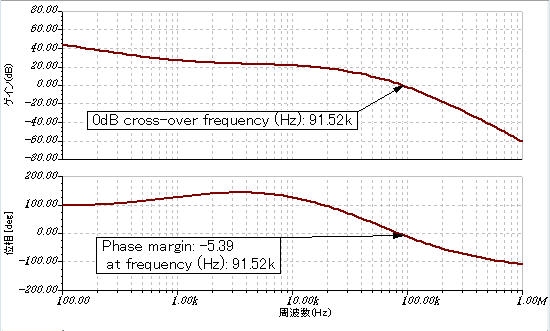 80.00
60.00
40.00
20.00
0.00
-20.00
-40.00
-60.00
-80.00
ゲイン(dB)
0dB cross-over frequency (Hz): 91.52k
200.00
100.00
0.00
-100.00
-200.00
位相 [deg]
Phase margin: -5.39
at frequency (Hz): 91.52k
100.00
1.00k
10.00k
100.00k
1.00M
周波数(Hz)